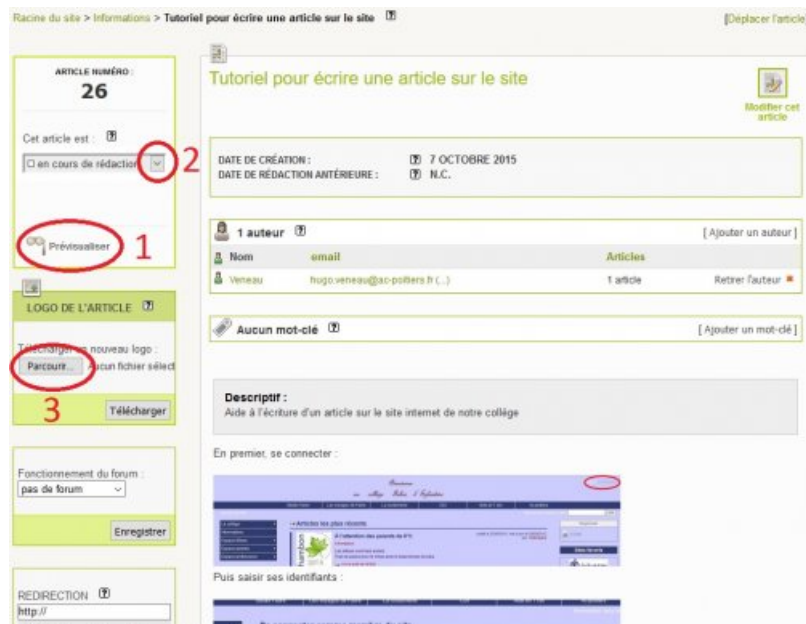 Racine du site > Informations > Tutoriel pour écrire une article sur le site ?
[Déplacer l'article
ARTICLE NUMÉRO :
26
Cet article est : ?
en cours de rédaction
2
Prévisualiser
1
LOGO DE L'ARTICLE ?
Télécharger un nouveau logo :
Parcourir... Aucun fichier sélect
3
Télécharger
Fonctionnement du forum :
pas de forum
Enregistrer
REDIRECTION ?
http://
Tutoriel pour écrire une article sur le site
Modifier cet
article
DATE DE CRÉATION : ? 7 OCTOBRE 2015
DATE DE RÉDACTION ANTÉRIEURE : ? N.C.
1 auteur ? [ Ajouter un auteur ]
Nom email Articles
Veneau hugo.veneau@ac-poitiers.fr (...) 1 article Retirer l'auteur
Aucun mot-clé ? [ Ajouter un mot-clé ]
Descriptif :
Aide à l'écriture d'un article sur le site internet de notre collège
En premier, se connecter :
Articles les plus récents
Puis saisir ses identifiants :